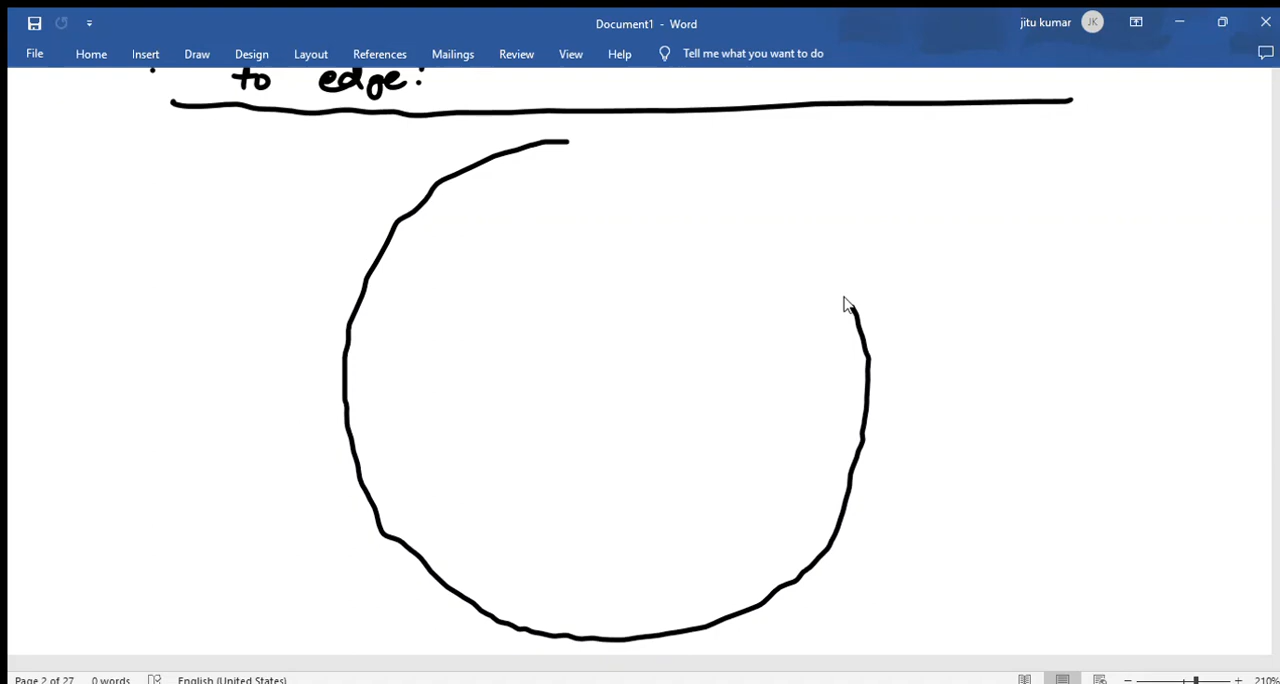 Document1 - Word
jitu kumar JK
File Home Insert Draw Design Layout References Mailings Review View Help Tell me what you want to do
to edge:
Page 2 of 27 0 words English (United States) 210%